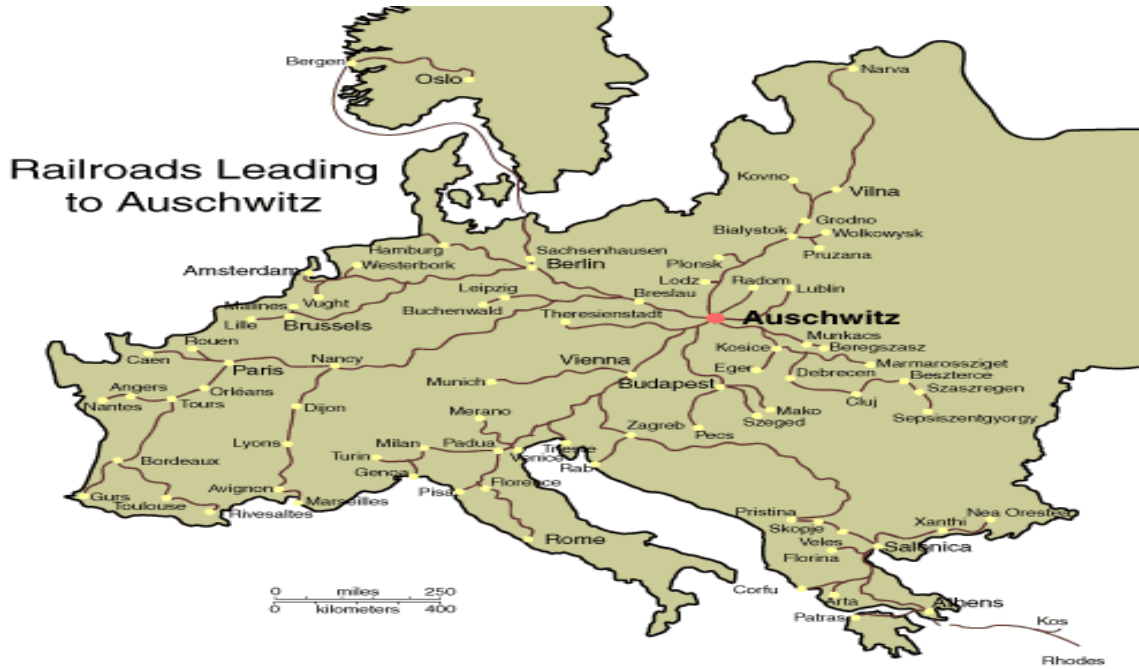 Bergen
Oslo
Narva
Railroads Leading
to Auschwitz
Kovno
Vilna
Grodno
Bialystok
Wolkowysk
Pruzana
Hamburg
Sachsenhausen
Amsterdam
Westerbork
Berlin
Plonsk
Lodz
Radom
Lublin
Leipzig
Breslau
Malines
Vught
Buchenwald
Lille
Brussels
Theresienstadt
Auschwitz
Rouen
Munkacs
Kosice
Beregszasz
Caen
Paris
Nancy
Vienna
Eger
Marmarossziget
Debrecen
Beszterce
Munich
Budapest
Angers
Orléans
Szaszregen
Nantes
Tours
Dijon
Merano
Mako
Cluj
Szeged
Sepsiszentgyorgy
Zagreb
Pecs
Lyons
Milan
Padua
Trieste
Turin
Venice
Bordeaux
Rab
Genoa
Florence
Gurs
Avignon
Pisa
Toulouse
Marseilles
Rivesaltes
Pristina
Nea Orestre
Skopje
Xanthi
Veles
Rome
Salonica
Florina
0 miles 250
0 kilometers 400
Corfu
Arta
Athens
Patras
Kos
Rhodes